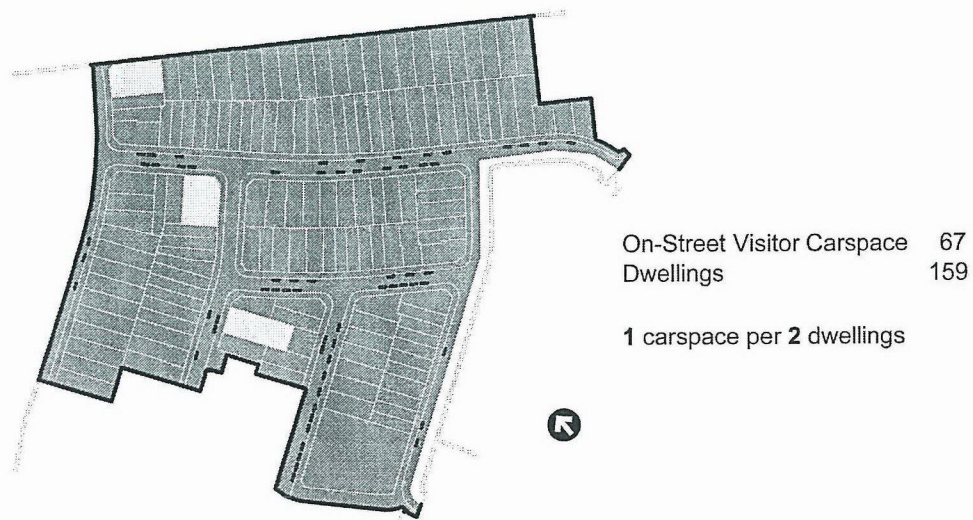 On-Street Visitor Carspace 67
Dwellings 159
1 carspace per 2 dwellings